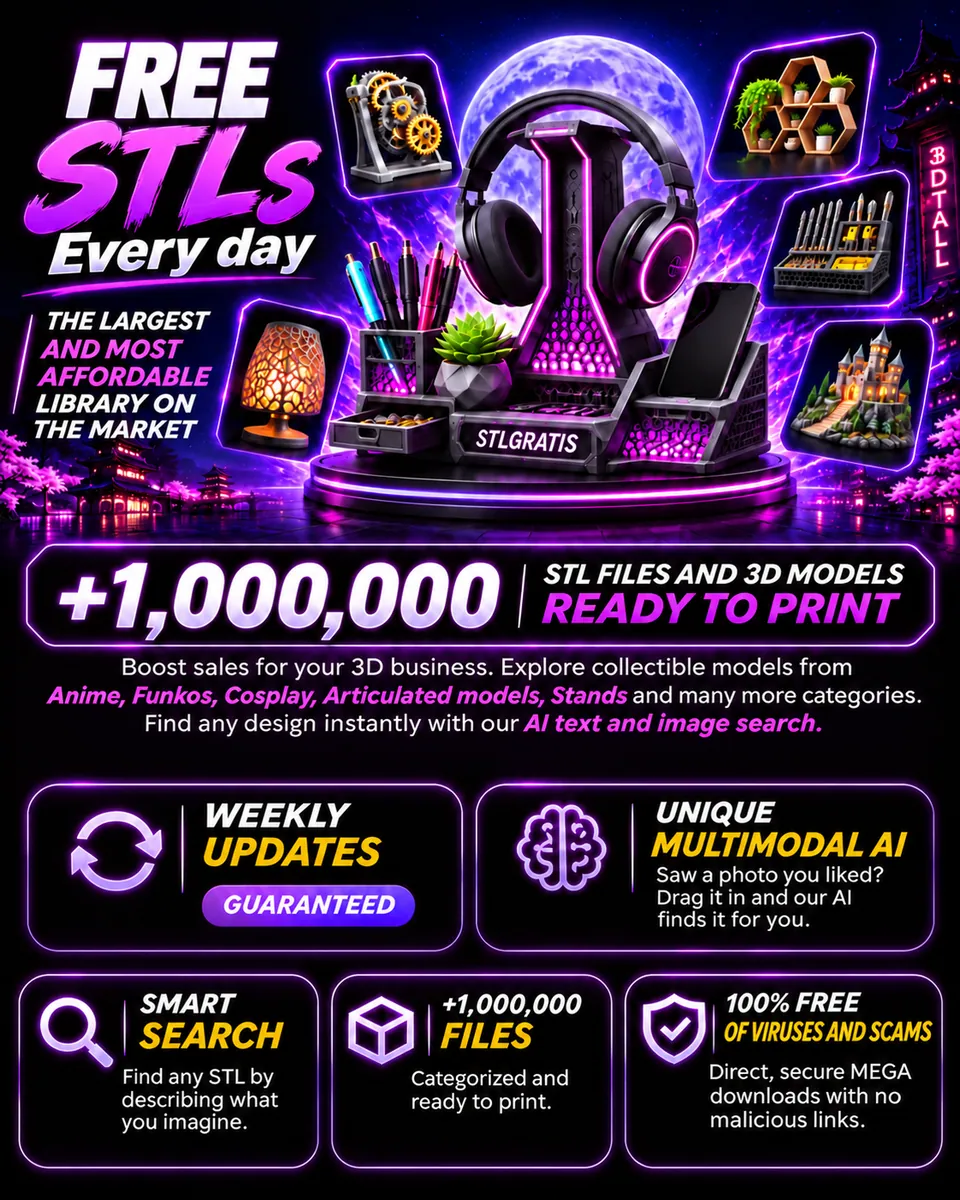 FREE
STLs
Every day
THE LARGEST
AND MOST
AFFORDABLE
LIBRARY ON
THE MARKET
3DTALL
STLGRATIS
+1,000,000
STL FILES AND 3D MODELS
READY TO PRINT
Boost sales for your 3D business. Explore collectible models from
Anime, Funkos, Cosplay, Articulated models, Stands and many more categories.
Find any design instantly with our AI text and image search.
WEEKLY
UPDATES
GUARANTEED
UNIQUE
MULTIMODAL AI
Saw a photo you liked?
Drag it in and our AI
finds it for you.
SMART
SEARCH
Find any STL by
describing what
you imagine.
+1,000,000
FILES
Categorized and
ready to print.
100% FREE
OF VIRUSES AND SCAMS
Direct, secure MEGA
downloads with no
malicious links.